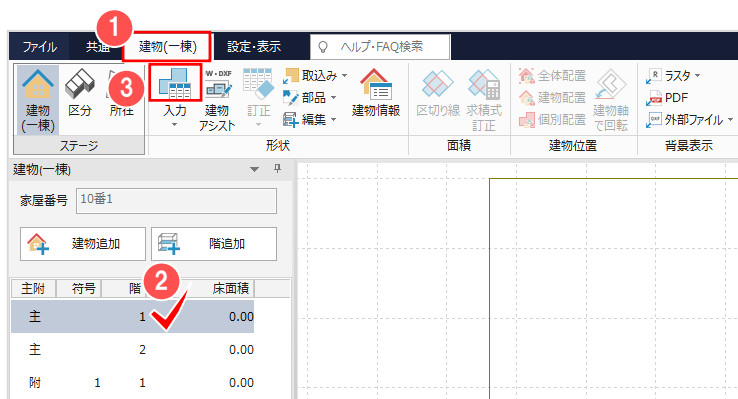 1
ファイル 共通 建物(一棟) 設定・表示 ヘルプ・FAQ検索
3
建物
(一棟)
区分
所在
ステージ
入力
W・DXF
建物
アシスト
訂正
取込み
部品
編集
建物情報
形状
区切り線
求積式
訂正
面積
全体配置
建物配置
個別配置
建物軸
で回転
建物位置
R ラスタ
PDF PDF
DXF 外部ファイル
背景表示
建物(一棟)
家屋番号 10番1
建物追加 階追加
2
主附 符号 階 床面積
主 1 0.00
主 2 0.00
附 1 1 0.00